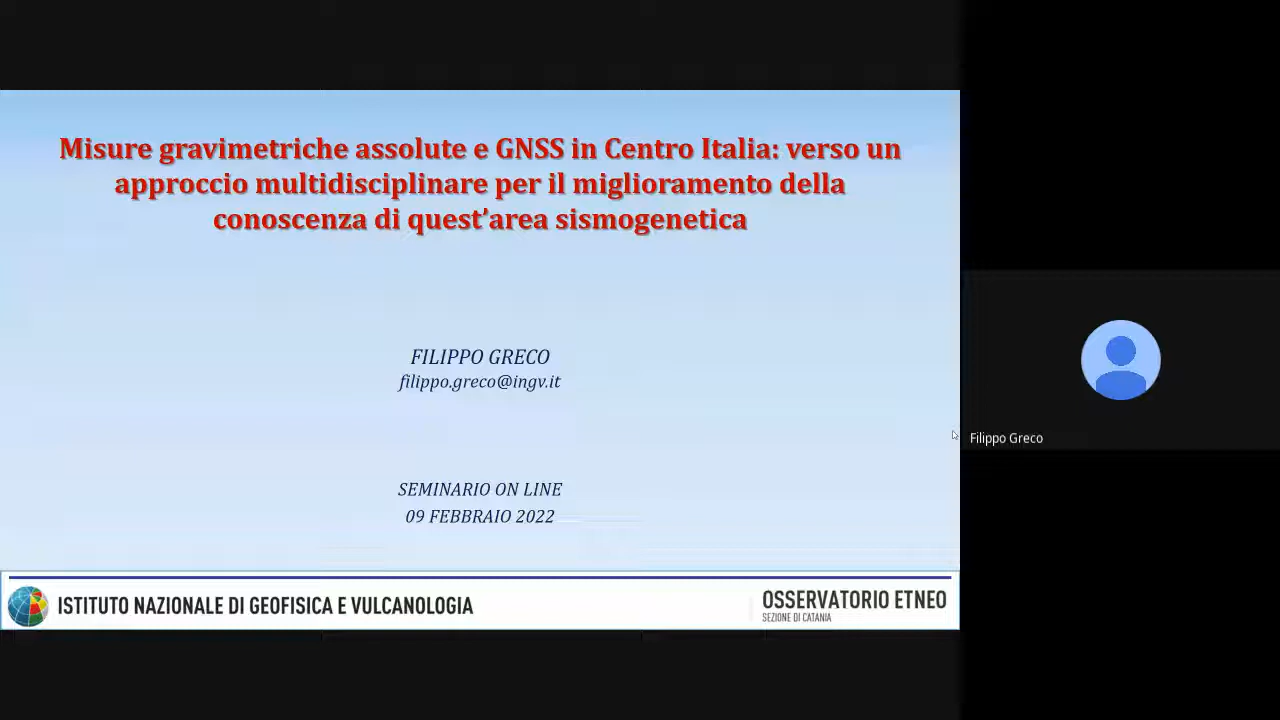 Misure gravimetriche assolute e GNSS in Centro Italia: verso un
approccio multidisciplinare per il miglioramento della
conoscenza di quest'area sismogenetica
FILIPPO GRECO
filippo.greco@ingv.it
SEMINARIO ON LINE
09 FEBBRAIO 2022
ISTITUTO NAZIONALE DI GEOFISICA E VULCANOLOGIA
OSSERVATORIO ETNEO
SEZIONE DI CATANIA
Filippo Greco